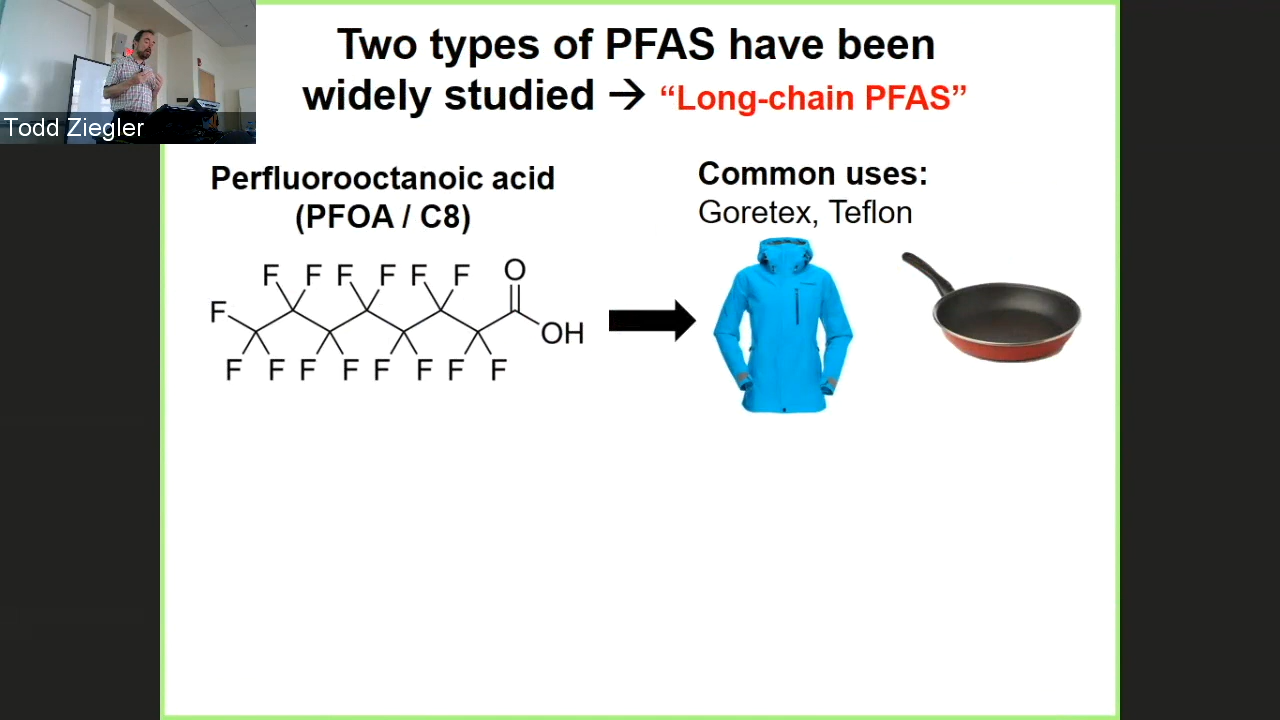 Two types of PFAS have been
widely studied → “Long-chain PFAS”
Todd Ziegler
Perfluorooctanoic acid
(PFOA / C8)
Common uses:
Goretex, Teflon
F F F F F F O
F
OH
F F F F F F F F